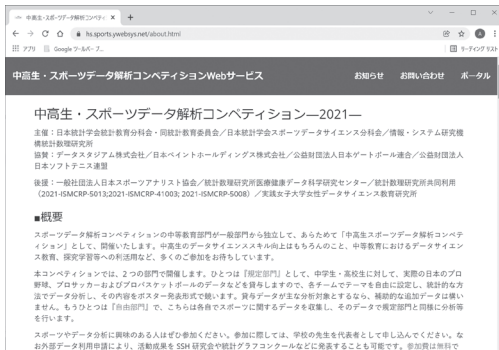 中高生・スポーツデータ解析コンペティ
hs.sports.ywebsys.net/about.html
アプリ Google ツールバー ブ...
リーディング リスト
中高生・スポーツデータ解析コンペティションWebサービス
お知らせ お問い合わせ ポータル
中高生・スポーツデータ解析コンペティション―2021―
主催：日本統計学会統計教育分科会・同統計教育委員会／日本統計学会スポーツデータサイエンス分科会／情報・システム研究機
構統計数理研究所
協賛：データスタジアム株式会社／日本ペイントホールディングス株式会社／公益財団法人日本ゲートボール連合／公益財団法人
日本ソフトテニス連盟
後援：一般社団法人日本スポーツアナリスト協会／統計数理研究所医療健康データ科学研究センター／統計数理研究所共同利用
（2021-ISMCRP-5013;2021-ISMCRP-41003; 2021-ISMCRP-5008）／実践女子大学女性データサイエンス教育研究所
■概要
スポーツデータ解析コンペティションの中等教育部門が一般部門から独立して、あらためて「中高生スポーツデータ解析コンペテ
ィション」として、開催いたします。中高生のデータサイエンススキル向上はもちろんのこと、中等教育におけるデータサイエン
ス教育、探究学習等への利活用など、多くのご参加をお待ちしています。
本コンペティションでは、2 つの部門で開催します。ひとつは『規定部門』として、中学生・高校生に対して、実際の日本のプロ
野球、プロサッカーおよびプロバスケットボールのデータなどを貸与しますので、各チームでテーマを自由に設定し、統計的な方
法でデータ分析し、その内容をポスター発表形式で競います。貸与データが主な分析対象とするなら、補助的な追加データは構い
ません。もうひとつは『自由部門』で、こちらは各自でスポーツに関するデータを収集し、そのデータで規定部門と同様に分析等
を行います。
スポーツやデータ分析に興味のある人はぜひ参加ください。参加に際しては、学校の先生を代表者として申し込んでください。な
お外部データ利用申請により、活動成果を SSH 研究会や統計グラフコンクールなどに発表することも可能です。参加費は無料で